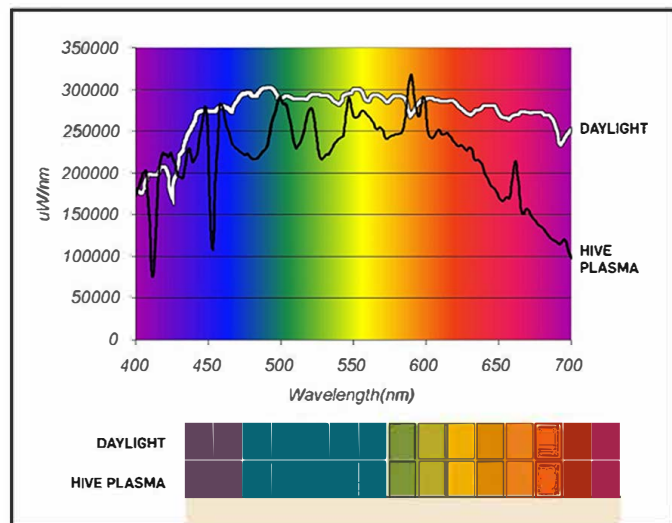 350000
300000
250000
200000
150000
100000
50000
0
uW/nm
400 450 500 550 600 650 700
Wavelength(nm)
DAYLIGHT
HIVE
PLASMA
DAYLIGHT
HIVE PLASMA